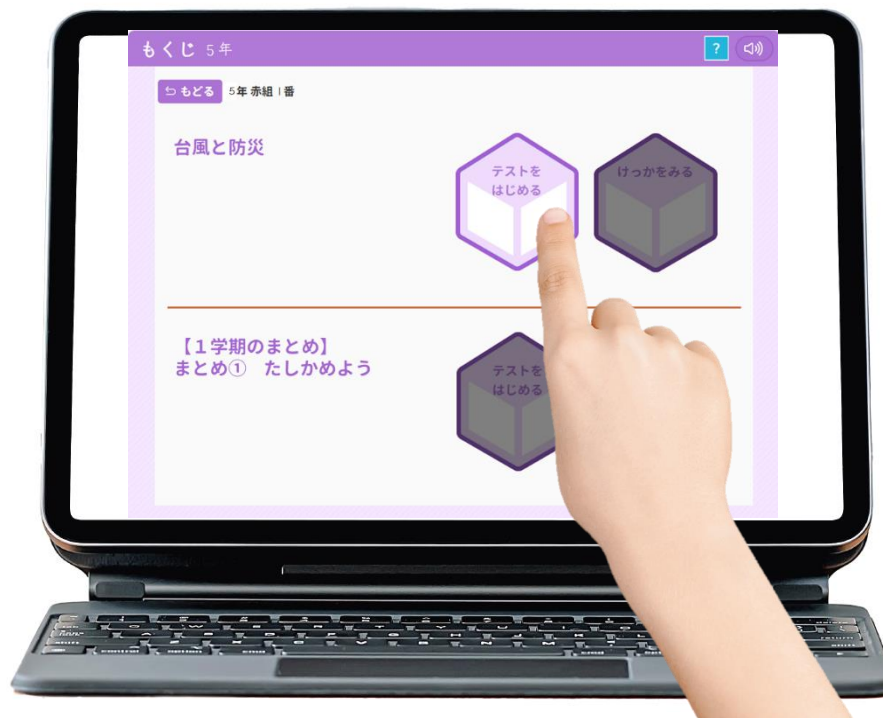 もくじ 5年
?
もどる 5年 赤組 1番
台風と防災
テストを
はじめる
けっかをみる
【1学期のまとめ】
まとめ① たしかめよう
テストを
はじめる